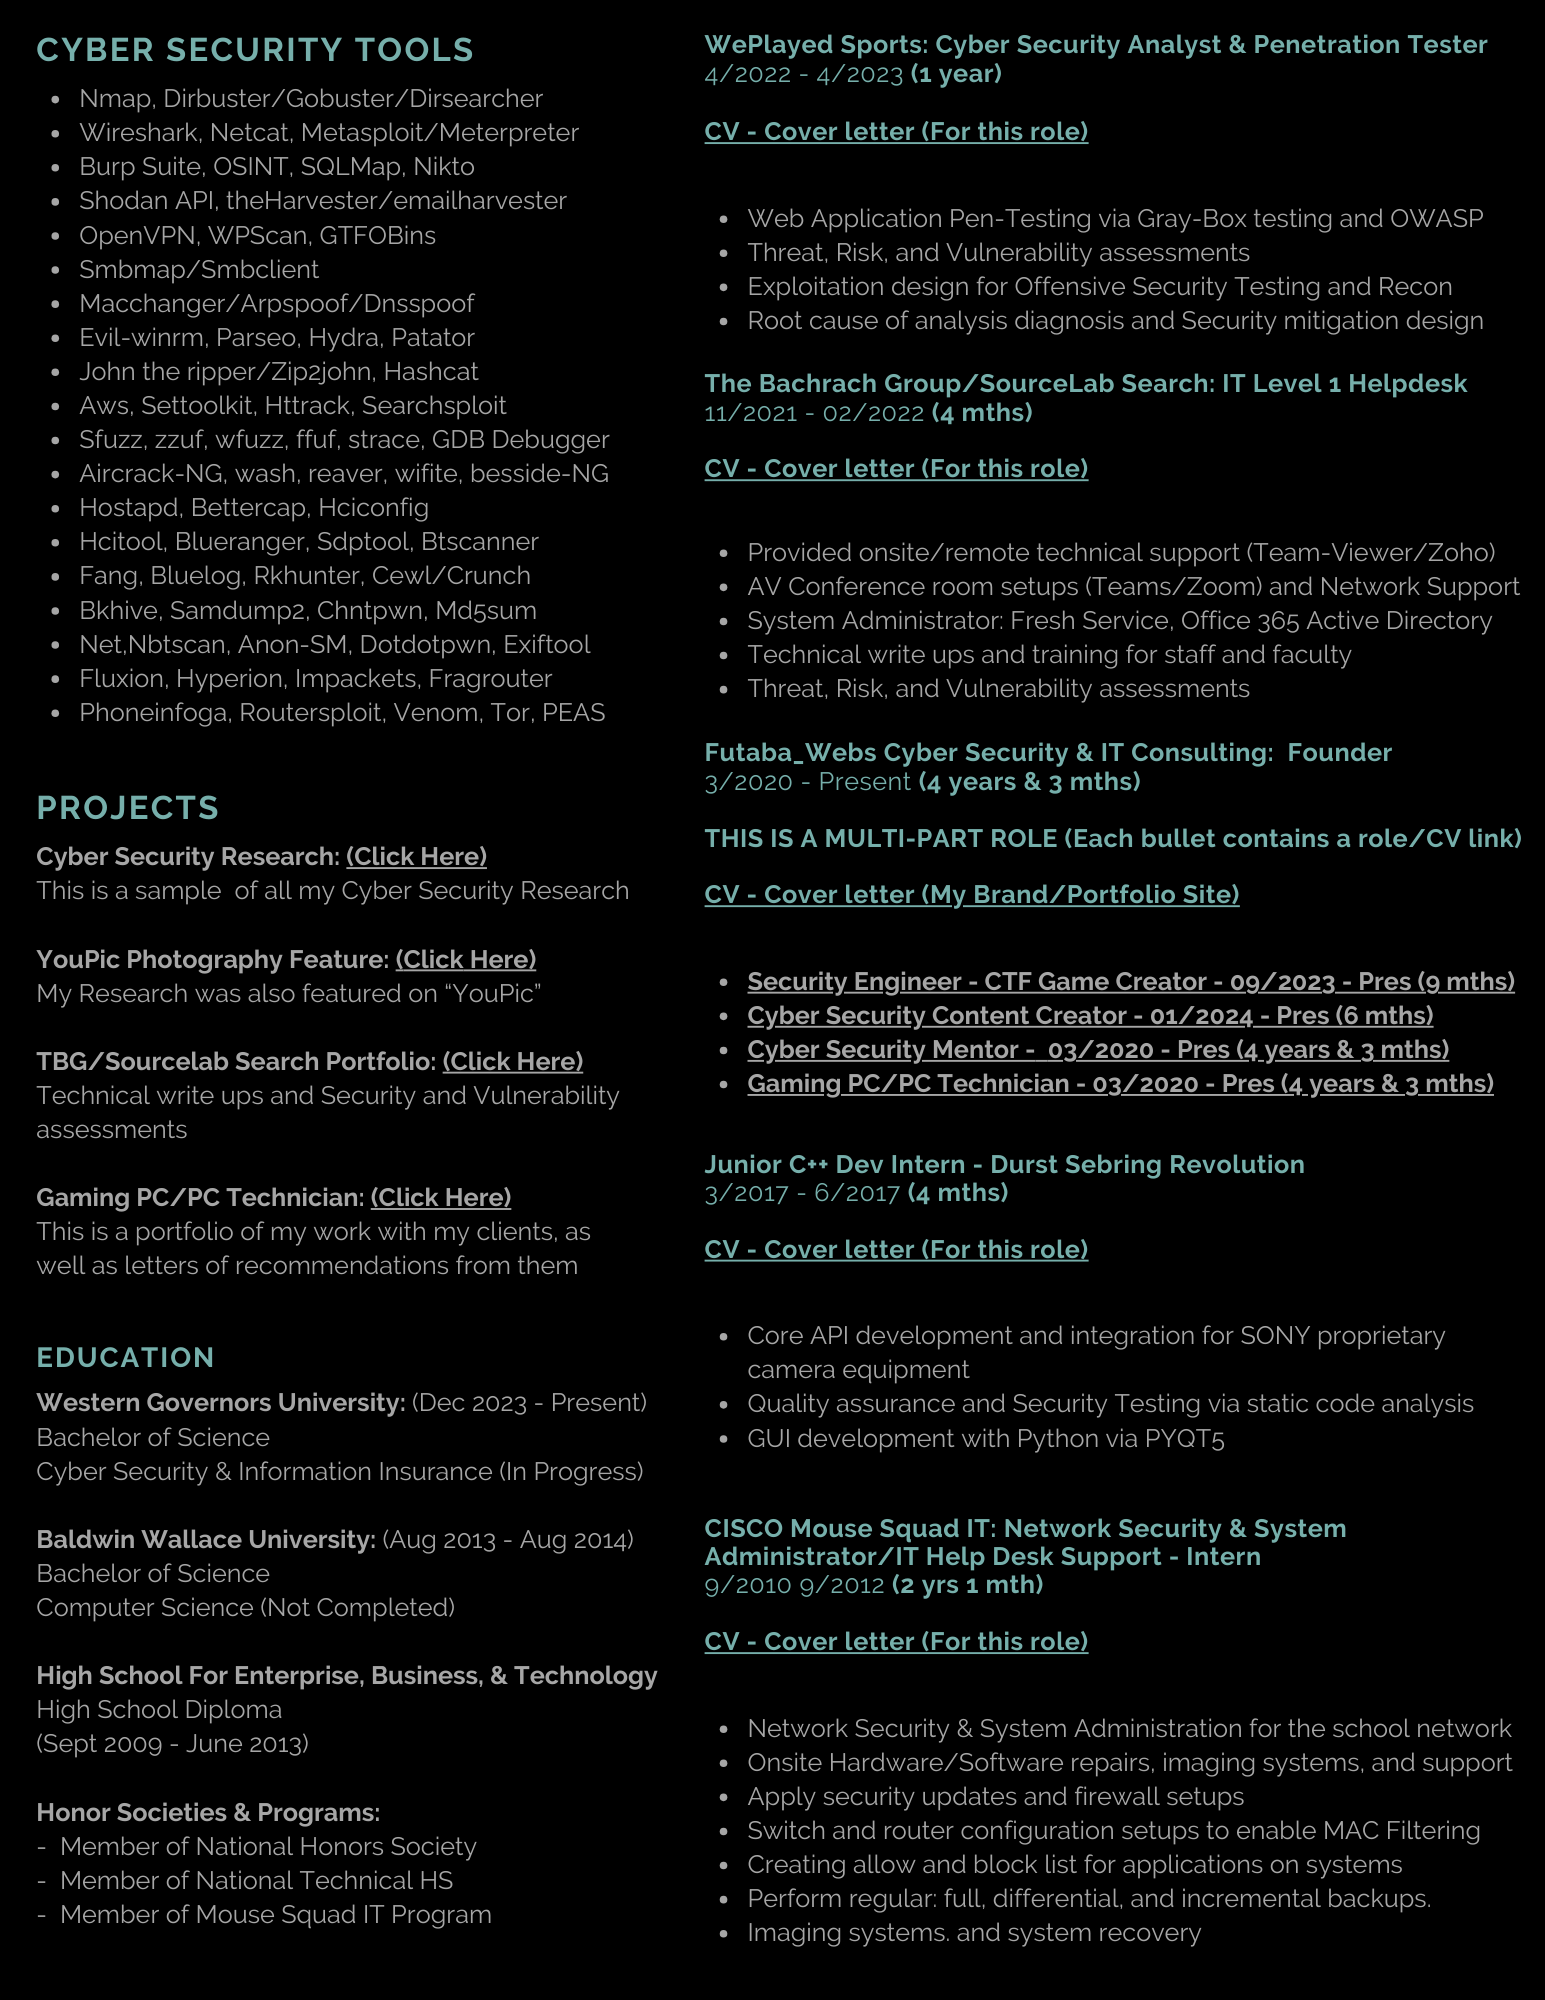 CYBER SECURITY TOOLS
Nmap, Dirbuster/Gobuster/Dirsearcher
Wireshark, Netcat, Metasploit/Meterpreter
Burp Suite, OSINT, SQLMap, Nikto
Shodan API, theHarvester/emailharvester
OpenVPN, WPScan, GTFOBins
Smbmap/Smbclient
Macchanger/Arpspoof/Dnsspoof
Evil-winrm, Parseo, Hydra, Patator
John the ripper/Zip2john, Hashcat
Aws, Settoolkit, Httrack, Searchsploit
Sfuzz, zzuf, wfuzz, ffuf, strace, GDB Debugger
Aircrack-NG, wash, reaver, wifite, besside-NG
Hostapd, Bettercap, Hciconfig
Hcitool, Blueranger, Sdptool, Btscanner
Fang, Bluelog, Rkhunter, Cewl/Crunch
Bkhive, Samdump2, Chntpwn, Md5sum
Net,Nbtscan, Anon-SM, Dotdotpwn, Exiftool
Fluxion, Hyperion, Impackets, Fragrouter
Phoneinfoga, Routersploit, Venom, Tor, PEAS
PROJECTS
Cyber Security Research: (Click Here)
This is a sample  of all my Cyber Security Research
YouPic Photography Feature: (Click Here)
My Research was also featured on “YouPic”
TBG/Sourcelab Search Portfolio: (Click Here)
Technical write ups and Security and Vulnerability
assessments
Gaming PC/PC Technician: (Click Here)
This is a portfolio of my work with my clients, as
well as letters of recommendations from them
EDUCATION
Western Governors University: (Dec 2023 - Present)
Bachelor of Science
Cyber Security & Information Insurance (In Progress)
Baldwin Wallace University: (Aug 2013 - Aug 2014)
Bachelor of Science
Computer Science (Not Completed)
High School For Enterprise, Business, & Technology
High School Diploma
(Sept 2009 - June 2013)
Honor Societies & Programs:
- Member of National Honors Society
- Member of National Technical HS
- Member of Mouse Squad IT Program
WePlayed Sports: Cyber Security Analyst & Penetration Tester
4/2022 - 4/2023 (1 year)
CV - Cover letter (For this role)
Web Application Pen-Testing via Gray-Box testing and OWASP
Threat, Risk, and Vulnerability assessments
Exploitation design for Offensive Security Testing and Recon
Root cause of analysis diagnosis and Security mitigation design
The Bachrach Group/SourceLab Search: IT Level 1 Helpdesk
11/2021 - 02/2022 (4 mths)
CV - Cover letter (For this role)
Provided onsite/remote technical support (Team-Viewer/Zoho)
AV Conference room setups (Teams/Zoom) and Network Support
System Administrator: Fresh Service, Office 365 Active Directory
Technical write ups and training for staff and faculty
Threat, Risk, and Vulnerability assessments
Futaba_Webs Cyber Security & IT Consulting:  Founder
3/2020 - Present (4 years & 3 mths)
THIS IS A MULTI-PART ROLE (Each bullet contains a role/CV link)
CV - Cover letter (My Brand/Portfolio Site)
Security Engineer - CTF Game Creator - 09/2023 - Pres (9 mths)
Cyber Security Content Creator - 01/2024 - Pres (6 mths)
Cyber Security Mentor -  03/2020 - Pres (4 years & 3 mths)
Gaming PC/PC Technician - 03/2020 - Pres (4 years & 3 mths)
Junior C++ Dev Intern - Durst Sebring Revolution
3/2017 - 6/2017 (4 mths)
CV - Cover letter (For this role)
Core API development and integration for SONY proprietary
camera equipment
Quality assurance and Security Testing via static code analysis
GUI development with Python via PYQT5
CISCO Mouse Squad IT: Network Security & System
Administrator/IT Help Desk Support - Intern
9/2010 9/2012 (2 yrs 1 mth)
CV - Cover letter (For this role)
Network Security & System Administration for the school network
Onsite Hardware/Software repairs, imaging systems, and support
Apply security updates and firewall setups
Switch and router configuration setups to enable MAC Filtering
Creating allow and block list for applications on systems
Perform regular: full, differential, and incremental backups.
Imaging systems. and system recovery